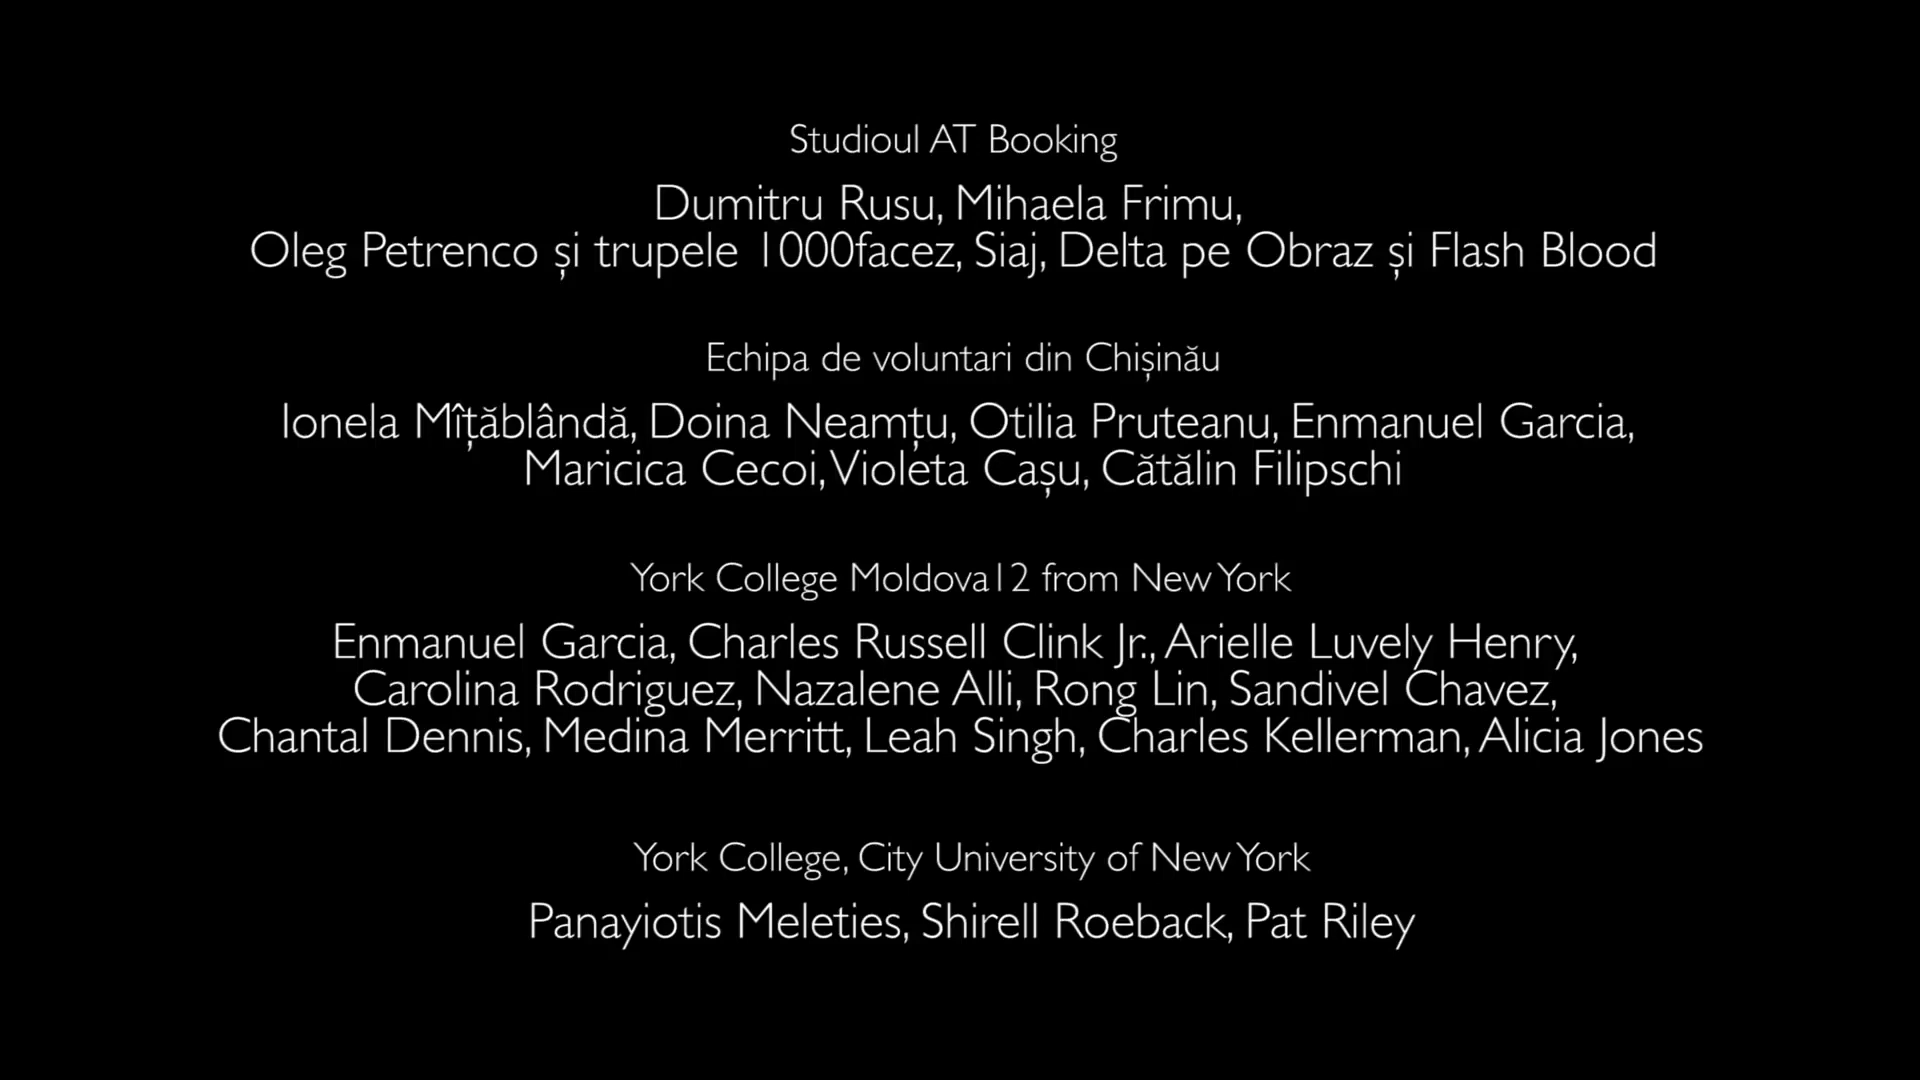 Studioul AT Booking
Dumitru Rusu, Mihaela Frimu,
Oleg Petrenco și trupele 1000facez, Siaj, Delta pe Obraz și Flash Blood
Echipa de voluntari din Chișinău
Ionela Mîțăblândă, Doina Neamțu, Otilia Pruteanu, Enmanuel Garcia,
Maricica Cecoi, Violeta Cașu, Cătălin Filipschi
York College Moldova12 from New York
Enmanuel Garcia, Charles Russell Clink Jr., Arielle Luvely Henry,
Carolina Rodriguez, Nazalene Alli, Rong Lin, Sandivel Chavez,
Chantal Dennis, Medina Merritt, Leah Singh, Charles Kellerman, Alicia Jones
York College, City University of New York
Panayiotis Meleties, Shirell Roeback, Pat Riley